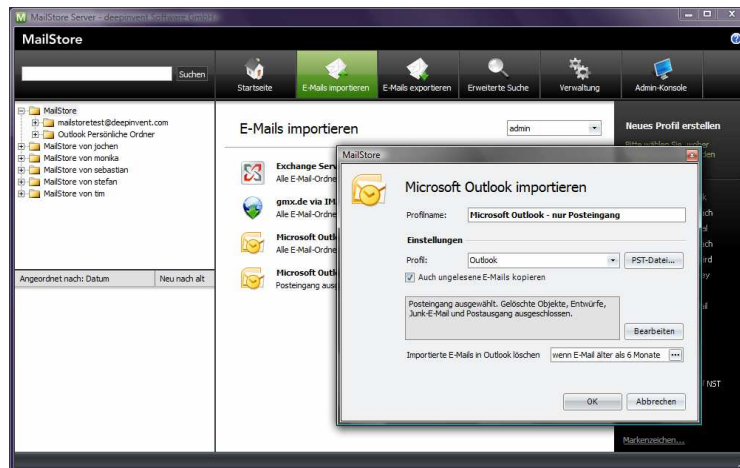 MailStore Server - deepinvent Software GmbH
MailStore
Suchen
Startseite
E-Mails importieren
E-Mails exportieren
Erweiterte Suche
Verwaltung
Admin-Konsole
MailStore
mailstoretest@deepinvent.com
Outlook Persönliche Ordner
MailStore von jochen
MailStore von monika
MailStore von sebastian
MailStore von stefan
MailStore von tim
Angeordnet nach: Datum
Neu nach alt
E-Mails importieren
admin
Exchange Serv
Alle E-Mail-Ordne
gmx.de via IM
Alle E-Mail-Ordne
Microsoft Outl
Alle E-Mail-Ordne
Microsoft Outl
Posteingang aus
Neues Profil erstellen
Bitte wählen Sie, woher
MailStore
Microsoft Outlook importieren
Profilname:
Microsoft Outlook - nur Posteingang
Einstellungen
Profil:
Outlook
PST-Datei...
Auch ungelesene E-Mails kopieren
Posteingang ausgewählt. Gelöschte Objekte, Entwürfe,
Junk-E-Mail und Postausgang ausgeschlossen.
Bearbeiten
Importierte E-Mails in Outlook löschen
wenn E-Mail älter als 6 Monate
OK
Abbrechen
NST
Markenzeichen...